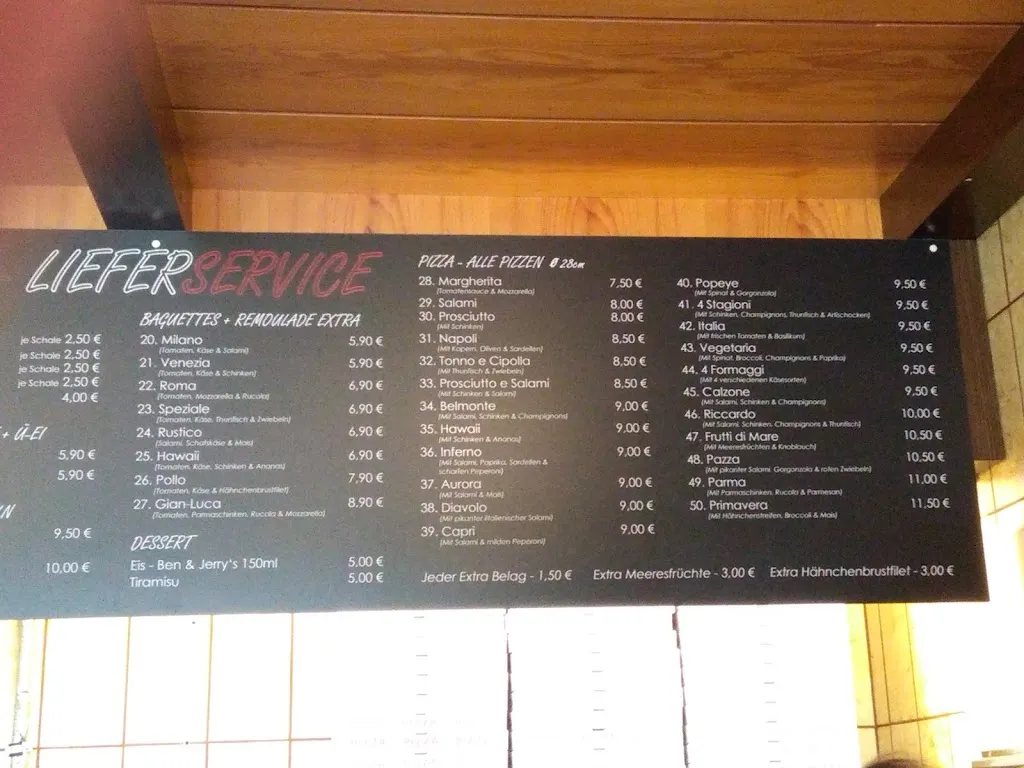 LIEFERSERVICE
je Schale 2,50 €
je Schale 2,50 €
je Schale 2,50 €
je Schale 2,50 €
4,00 €
+ Ü-EI
5,90 €
5,90 €
9,50 €
10,00 €
BAGUETTES + REMOULADE EXTRA
20. Milano 5,90 €
(Tomaten, Käse & Salami)
21. Venezia 5,90 €
(Tomaten, Käse & Schinken)
22. Roma 6,90 €
(Tomaten, Mozzarella & Rucola)
23. Speziale 6,90 €
(Tomaten, Käse, Thunfisch & Zwiebeln)
24. Rustico 6,90 €
(Salami, Schafskäse & Mais)
25. Hawaii 6,90 €
(Tomaten, Käse, Schinken & Ananas)
26. Pollo 7,90 €
(Tomaten, Käse & Hähnchenbrustfilet)
27. Gian-Luca 8,90 €
(Tomaten, Parmaschinken, Rucola & Mozzarella)
DESSERT
Eis - Ben & Jerry's 150ml 5,00 €
Tiramisu 5,00 €
PIZZA - ALLE PIZZEN Ø 28cm
28. Margherita 7,50 €
(Tomatensauce & Mozzarella)
29. Salami 8,00 €
30. Prosciutto 8,00 €
(Mit Schinken)
31. Napoli 8,50 €
(Mit Kapern, Oliven & Sardellen)
32. Tonno e Cipolla 8,50 €
(Mit Thunfisch & Zwiebeln)
33. Prosciutto e Salami 8,50 €
(Mit Schinken & Salami)
34. Belmonte 9,00 €
(Mit Salami, Schinken & Champignons)
35. Hawaii 9,00 €
(Mit Schinken & Ananas)
36. Inferno 9,00 €
(Mit Salami, Paprika, Sardellen &
scharfen Peperoni)
37. Aurora 9,00 €
(Mit Salami & Mais)
38. Diavolo 9,00 €
(Mit pikanter italienischer Salami)
39. Capri 9,00 €
(Mit Salami & milden Peperoni)
40. Popeye 9,50 €
(Mit Spinat & Gorgonzola)
41. 4 Stagioni 9,50 €
(Mit Schinken, Champignons, Thunfisch & Artischocken)
42. Italia 9,50 €
(Mit frischen Tomaten & Basilikum)
43. Vegetaria 9,50 €
(Mit Spinat, Broccoli, Champignons & Paprika)
44. 4 Formaggi 9,50 €
(Mit 4 verschiedenen Käsesorten)
45. Calzone 9,50 €
(Mit Salami, Schinken & Champignons)
46. Riccardo 10,00 €
(Mit Salami, Schinken, Champignons & Thunfisch)
47. Frutti di Mare 10,50 €
(Mit Meeresfrüchten & Knoblauch)
48. Pazza 10,50 €
(Mit pikanter Salami, Gorgonzola & roten Zwiebeln)
49. Parma 11,00 €
(Mit Parmaschinken, Rucola & Parmesan)
50. Primavera 11,50 €
(Mit Hähnchenstreifen, Broccoli & Mais)
Jeder Extra Belag - 1,50 € Extra Meeresfrüchte - 3,00 € Extra Hähnchenbrustfilet - 3,00 €